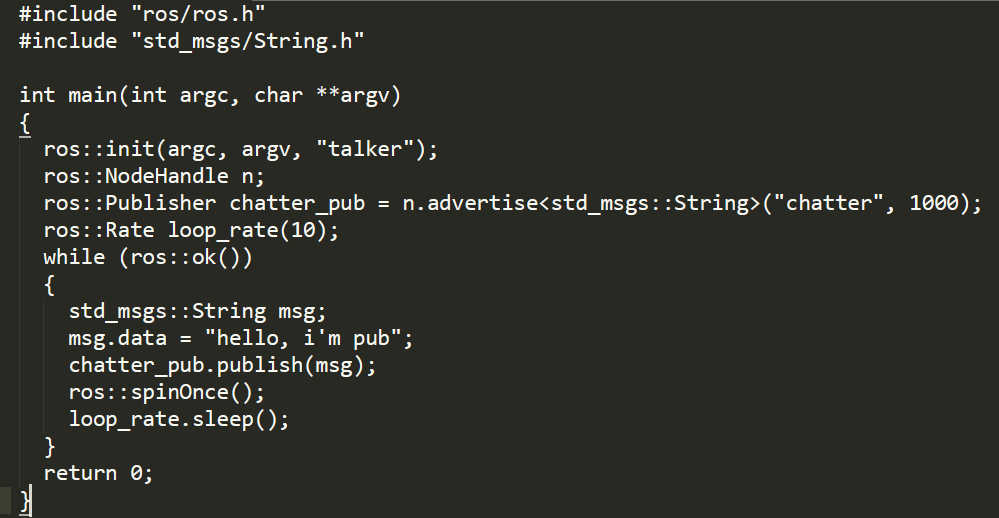 #include "ros/ros.h"
#include "std_msgs/String.h"
int main(int argc, char **argv)
{
  ros::init(argc, argv, "talker");
  ros::NodeHandle n;
  ros::Publisher chatter_pub = n.advertise<std_msgs::String>("chatter", 1000);
  ros::Rate loop_rate(10);
  while (ros::ok())
  {
    std_msgs::String msg;
    msg.data = "hello, i'm pub";
    chatter_pub.publish(msg);
    ros::spinOnce();
    loop_rate.sleep();
  }
  return 0;
}